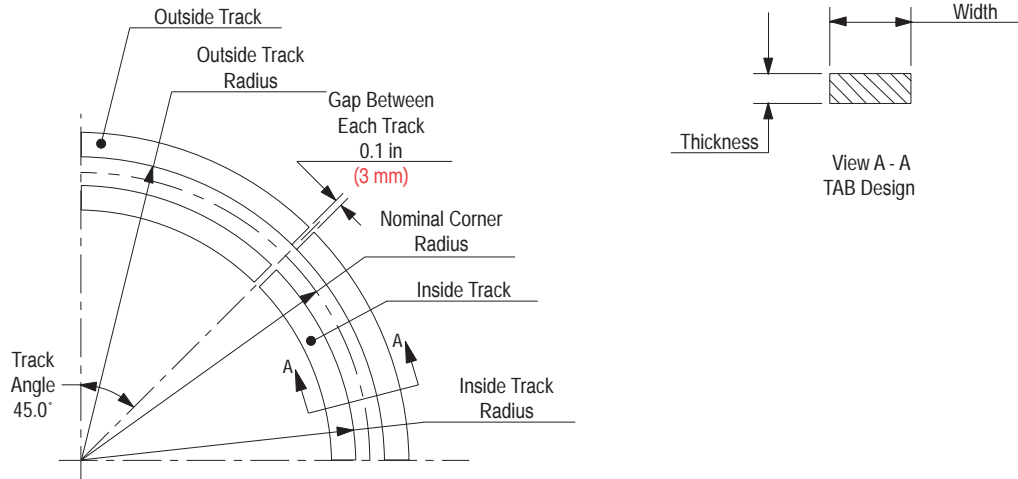 Outside Track
Outside Track
Radius
Gap Between
Each Track
0.1 in
(3 mm)
Nominal Corner
Radius
Inside Track
A
A
Track
Angle
45.0˚
Inside Track
Radius
Width
Thickness
View A - A
TAB Design